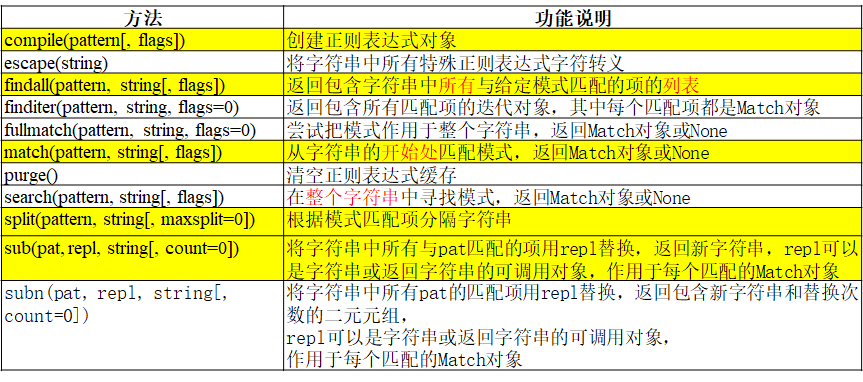 方法 功能说明
compile(pattern[, flags]) 创建正则表达式对象
escape(string) 将字符串中所有特殊正则表达式字符转义
findall(pattern, string[, flags]) 返回包含字符串中所有与给定模式匹配的项的列表
finditer(pattern, string, flags=0) 返回包含所有匹配项的迭代对象，其中每个匹配项都是Match对象
fullmatch(pattern, string, flags=0) 尝试把模式作用于整个字符串，返回Match对象或None
match(pattern, string[, flags]) 从字符串的开始处匹配模式，返回Match对象或None
purge() 清空正则表达式缓存
search(pattern, string[, flags]) 在整个字符串中寻找模式，返回Match对象或None
split(pattern, string[, maxsplit=0]) 根据模式匹配项分隔字符串
sub(pat, repl, string[, count=0]) 将字符串中所有与pat匹配的项用repl替换，返回新字符串，repl可以
是字符串或返回字符串的可调用对象，作用于每个匹配的Match对象
subn(pat, repl, string[, 将字符串中所有pat的匹配项用repl替换，返回包含新字符串和替换次
count=0]) 数的二元元组，
repl可以是字符串或返回字符串的可调用对象，
作用于每个匹配的Match对象